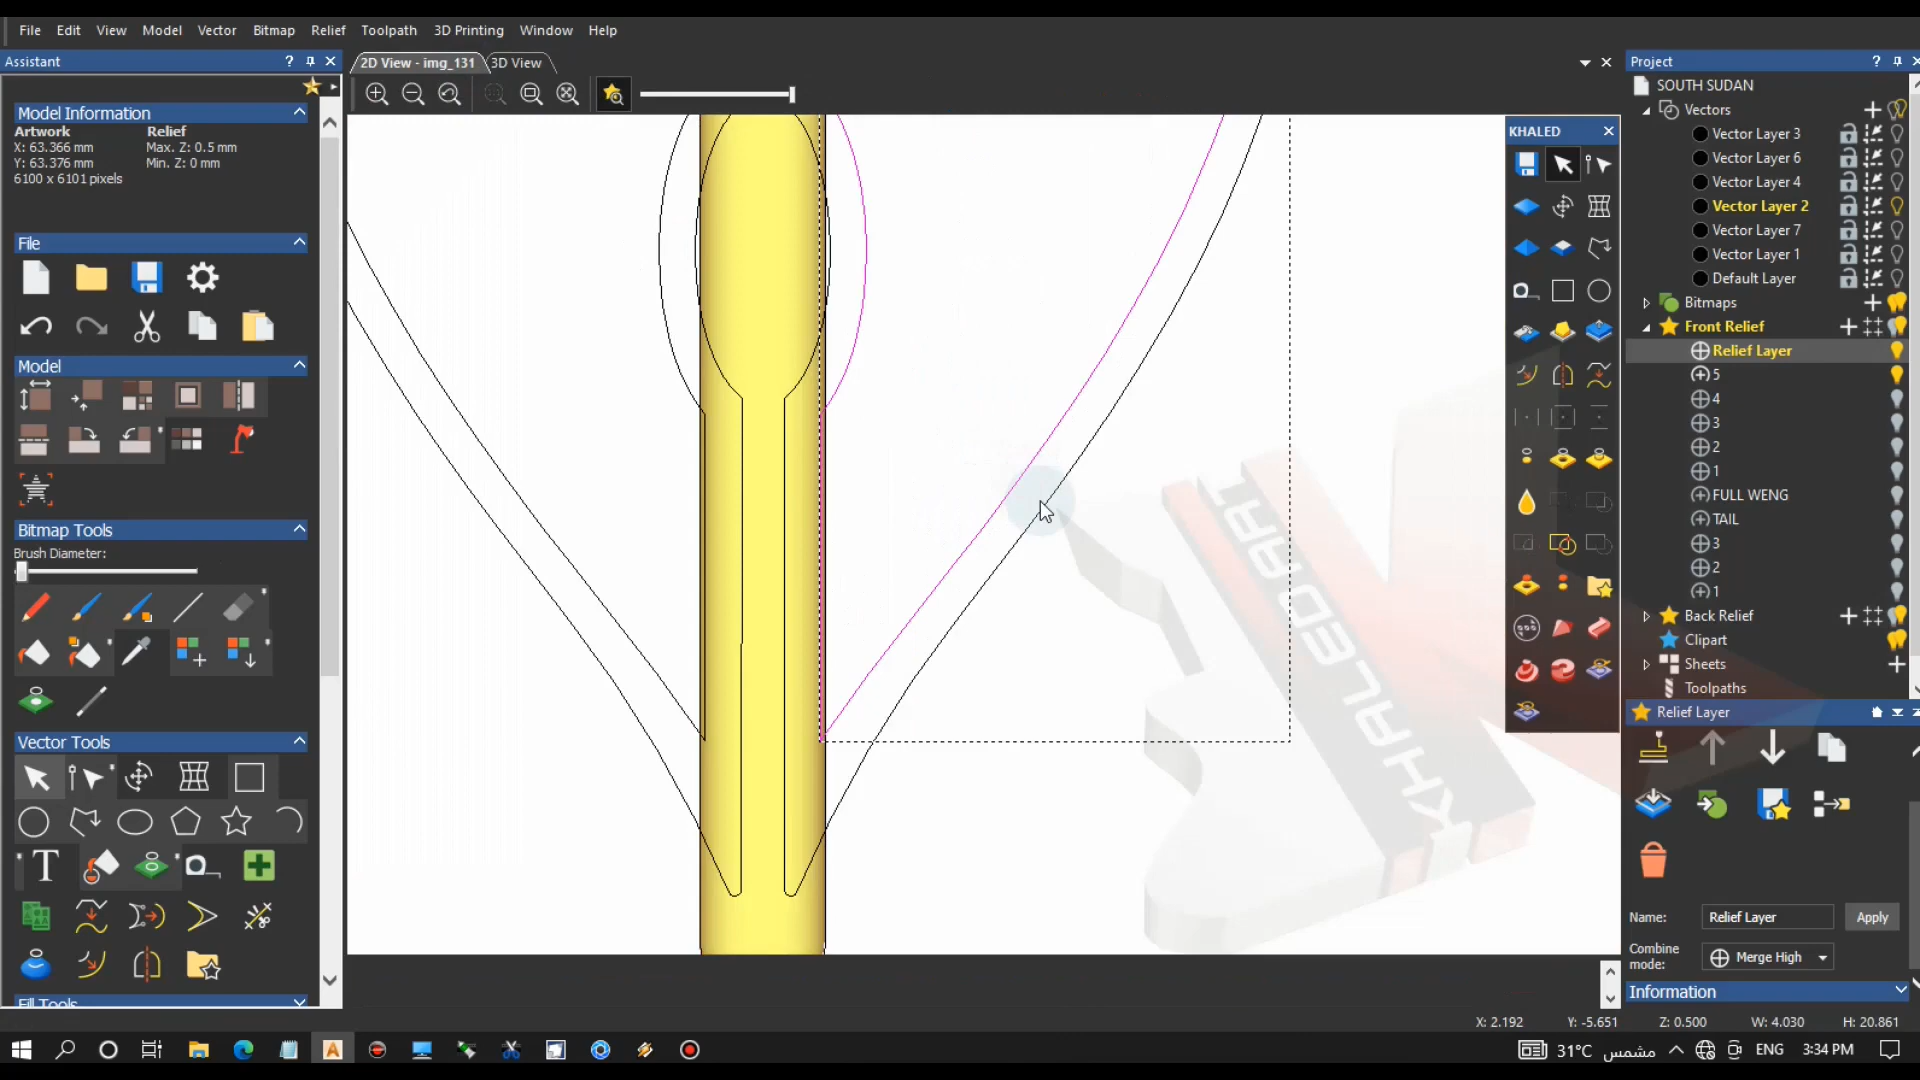 File Edit View Model Vector Bitmap Relief Toolpath 3D Printing Window Help
Assistant
?
2D View - img_131
3D View
Project
?
Model Information
Artwork
X: 63.366 mm
Y: 63.376 mm
6100 x 6101 pixels
Relief
Max. Z: 0.5 mm
Min. Z: 0 mm
File
Model
Bitmap Tools
Brush Diameter:
Vector Tools
T
Fill Tools
KHALED
KHALEDART
KHALEDART
SOUTH SUDAN
Vectors
Vector Layer 3
Vector Layer 6
Vector Layer 4
Vector Layer 2
Vector Layer 7
Vector Layer 1
Default Layer
Bitmaps
Front Relief
Relief Layer
5
4
3
2
1
FULL WENG
TAIL
3
2
1
Back Relief
Clipart
Sheets
Toolpaths
Relief Layer
Name: Relief Layer Apply
Combine mode: Merge High
Information
X: 2.192 Y: -5.651 Z: 0.500 W: 4.030 H: 20.861
31°C مشمس ENG 3:34 PM